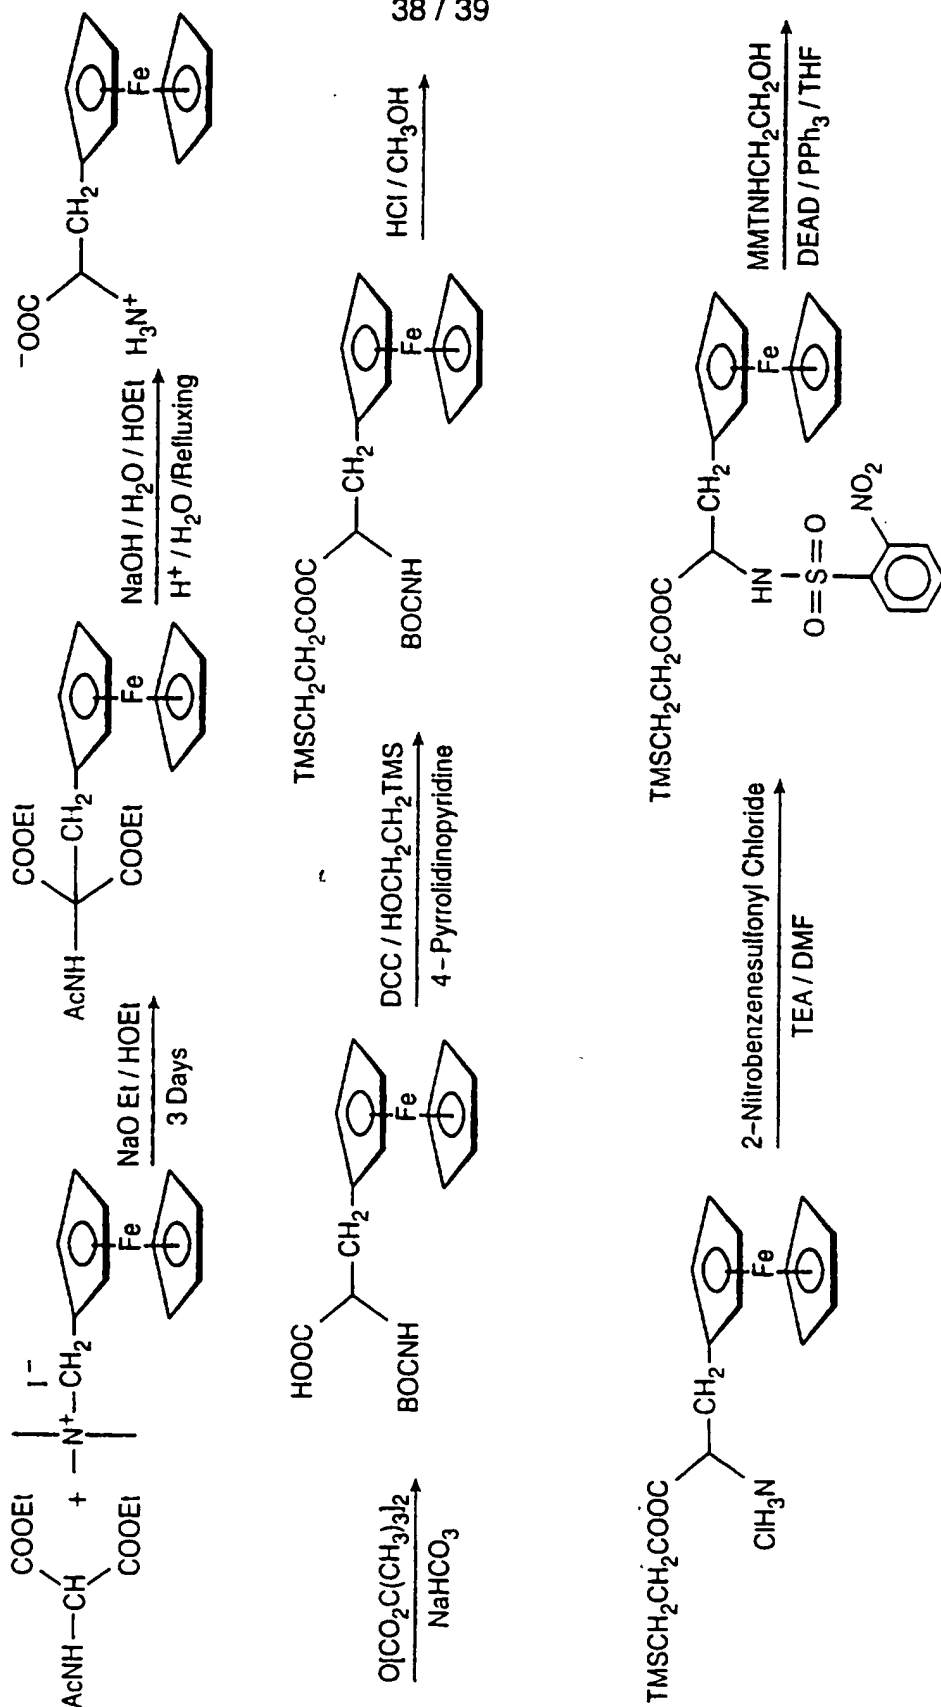 38 / 39
COOEt
AcNH—CH
COOEt
+
I⁻
—N⁺—CH₂
Fe
NaO Et / HOEt
3 Days
COOEt
AcNH
CH₂
COOEt
Fe
NaOH / H₂O / HOEt
H⁺ / H₂O /Refluxing
⁻OOC
CH₂
H₃N⁺
Fe
O[CO₂C(CH₃)₃]₂
NaHCO₃
HOOC
CH₂
BOCNH
Fe
DCC / HOCH₂CH₂TMS
4–Pyrrolidinopyridine
TMSCH₂CH₂COOC
CH₂
BOCNH
Fe
HCl / CH₃OH
TMSCH₂CH₂COOC
CH₂
ClH₃N
Fe
2–Nitrobenzenesulfonyl Chloride
TEA / DMF
TMSCH₂CH₂COOC
CH₂
HN
Fe
O=S=O
NO₂
MMTNHCH₂CH₂OH
DEAD / PPh₃ / THF